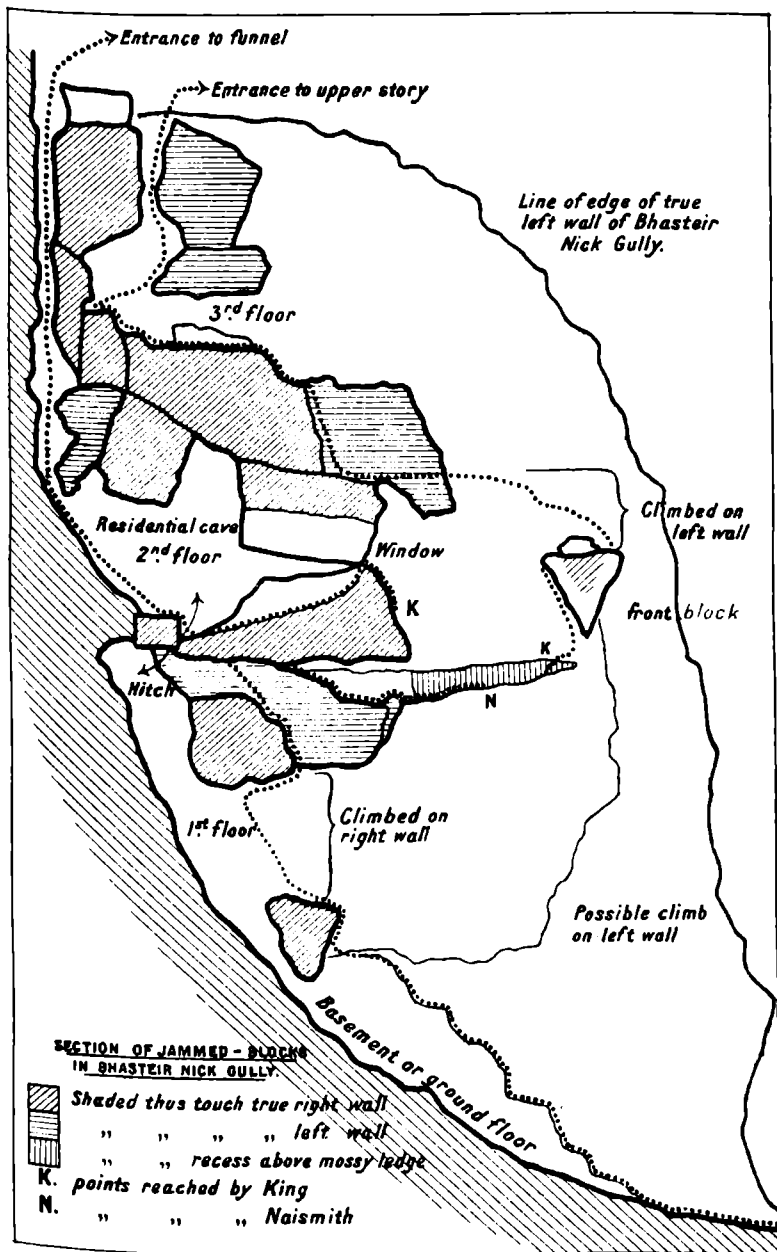 Entrance to funnel
Entrance to upper story
Line of edge of true
left wall of Bhasteir
Nick Gully.
3rd floor
Climbed on
left wall
Residential cave
2nd floor
Window
K
front block
Hitch
K
N
1st floor
Climbed on
right wall
Possible climb
on left wall
Basement or ground floor
SECTION OF JAMMED-BLOCKS
IN BHASTEIR NICK GULLY.
Shaded thus touch true right wall
„ „ „ „ left wall
„ „ recess above mossy ledge
K. points reached by King
N. „ „ „ Naismith